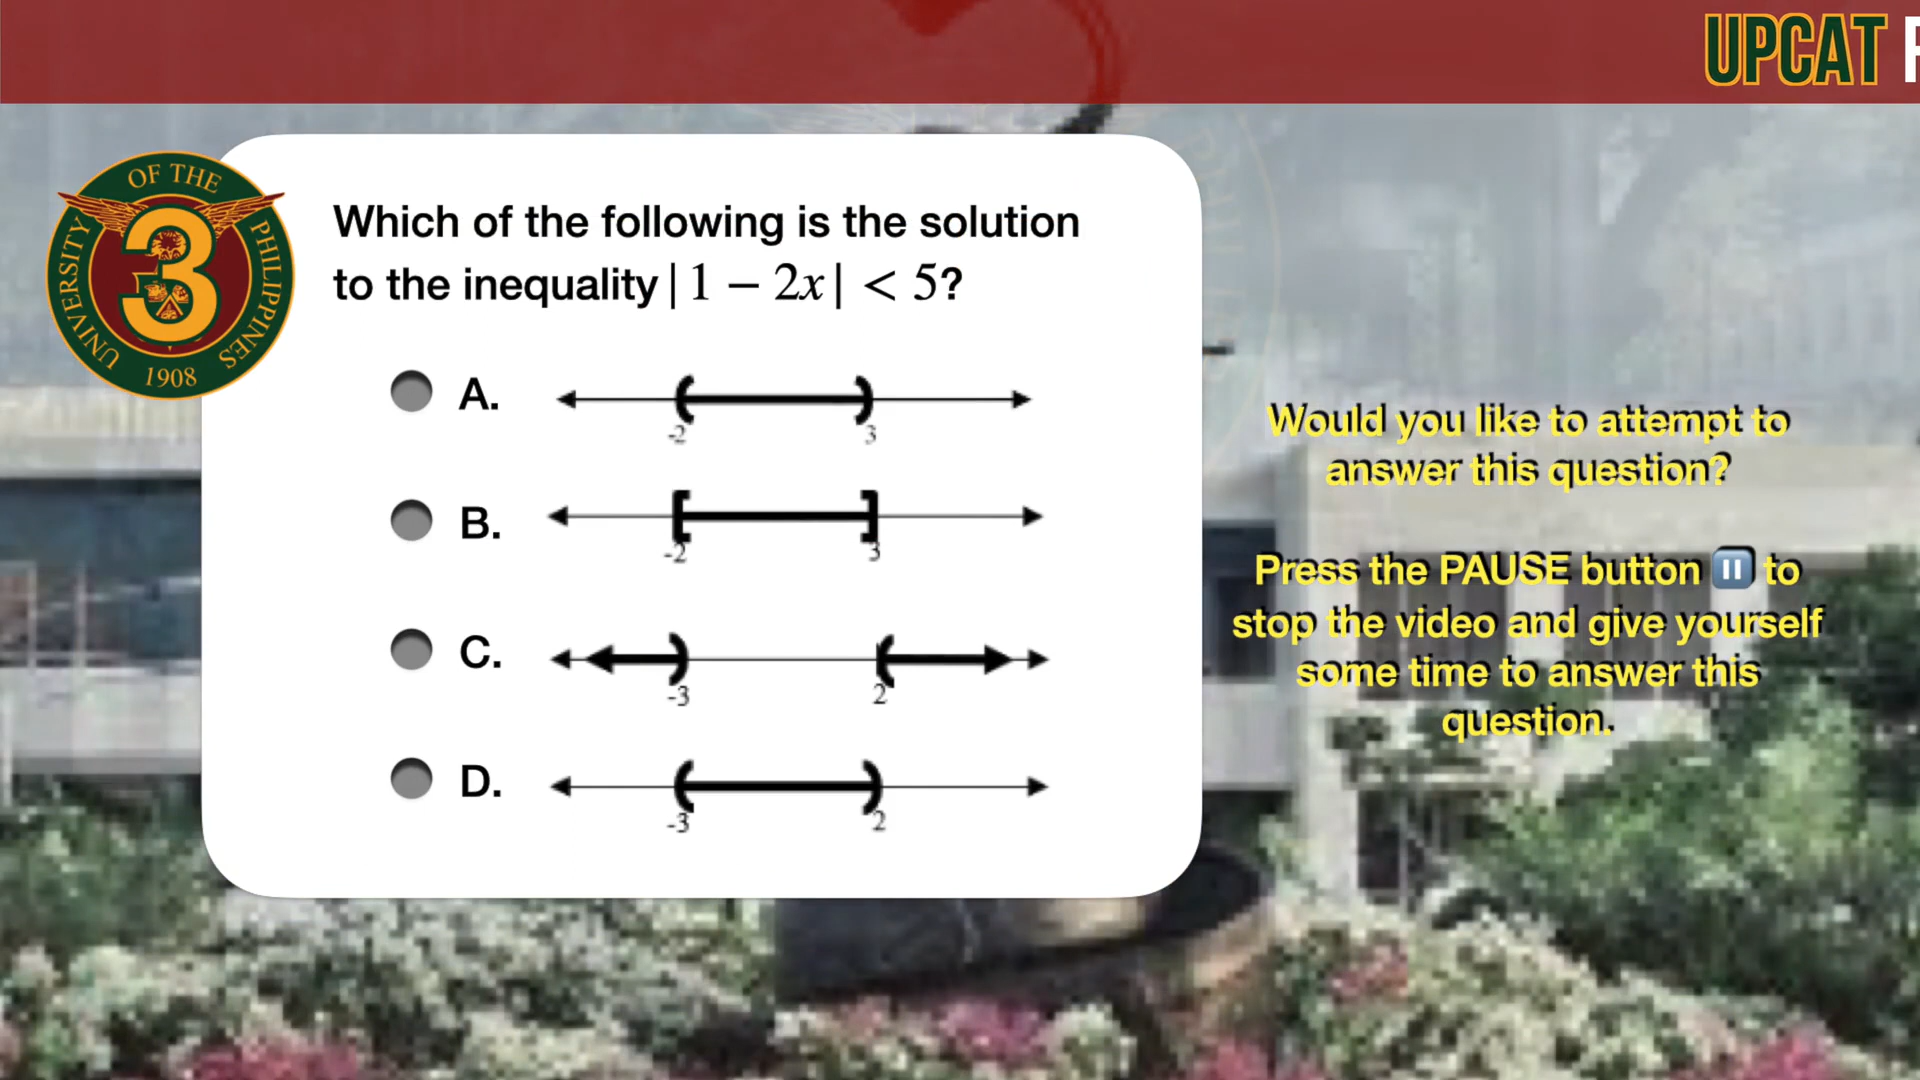 UPCAT
OF THE
UNIVERSITY
PHILIPPINES
3
1908
Which of the following is the solution
to the inequality |1 − 2x| < 5?
A.
-2 3
B.
-2 3
C.
-3 2
D.
-3 2
Would you like to attempt to
answer this question?
Press the PAUSE button ⏸ to
stop the video and give yourself
some time to answer this
question.